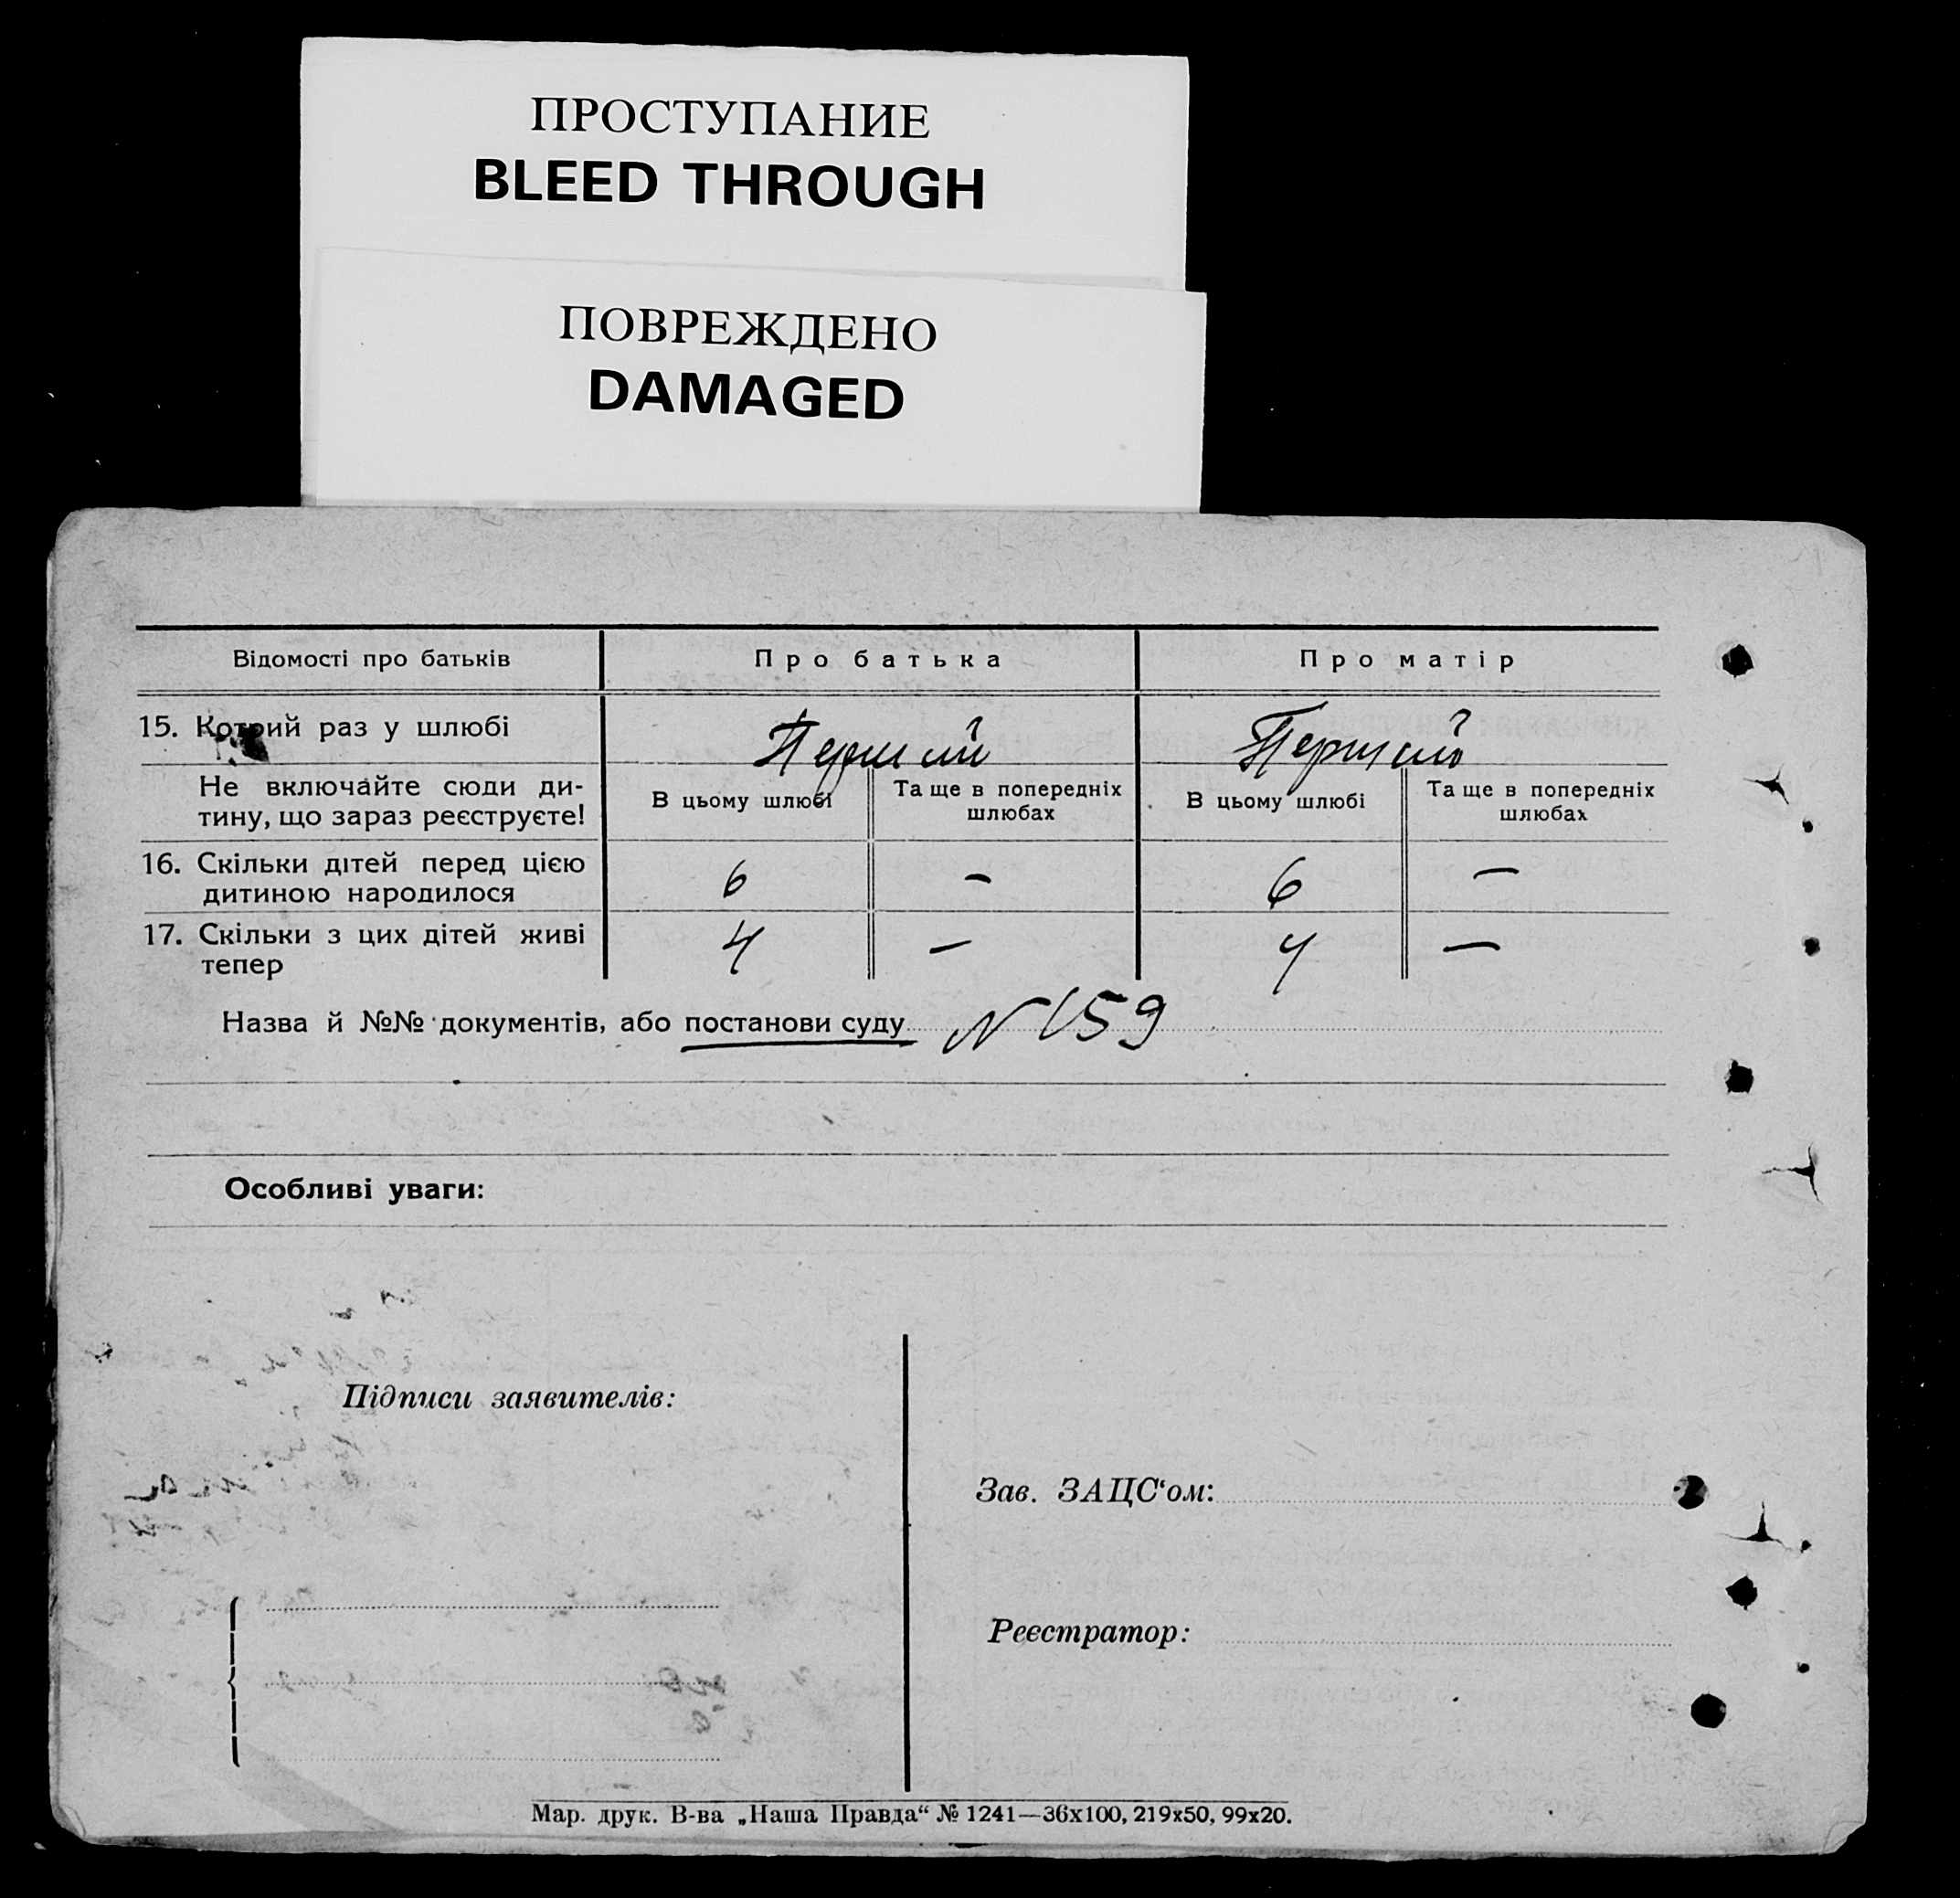 ПРОСТУПАНИЕ
BLEED THROUGH
ПОВРЕЖДЕНО
DAMAGED
Відомості про батьків
Про батька
Про матір
15. Котрий раз у шлюбі
Перший
Перший
Не включайте сюди ди-
тину, що зараз реєструєте!
В цьому шлюбі
Та ще в попередніх
шлюбах
В цьому шлюбі
Та ще в попередніх
шлюбах
16. Скільки дітей перед цією
дитиною народилося
6
—
6
—
17. Скільки з цих дітей живі
тепер
4
—
4
—
Назва й №№ документів, або постанови суду N 159
Особливі уваги:
Підписи заявителів:
Зав. ЗАЦС‘ом:
Реєстратор:
Мар. друк. В-ва „Наша Правда“ № 1241—36х100, 219х50, 99х20.